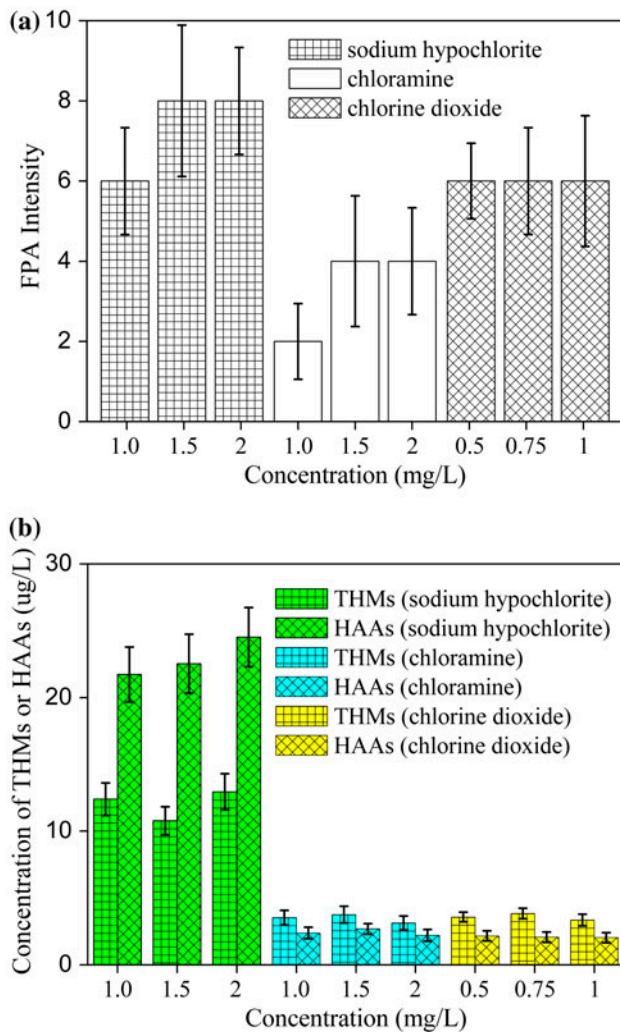 (a)
10
8
6
4
2
0
FPA Intensity
sodium hypochlorite
chloramine
chlorine dioxide
1.0 1.5 2 1.0 1.5 2 0.5 0.75 1
Concentration (mg/L)
(b)
30
20
10
0
Concentration of THMs or HAAs (ug/L)
THMs (sodium hypochlorite)
HAAs (sodium hypochlorite)
THMs (chloramine)
HAAs (chloramine)
THMs (chlorine dioxide)
HAAs (chlorine dioxide)
1.0 1.5 2 1.0 1.5 2 0.5 0.75 1
Concentration (mg/L)